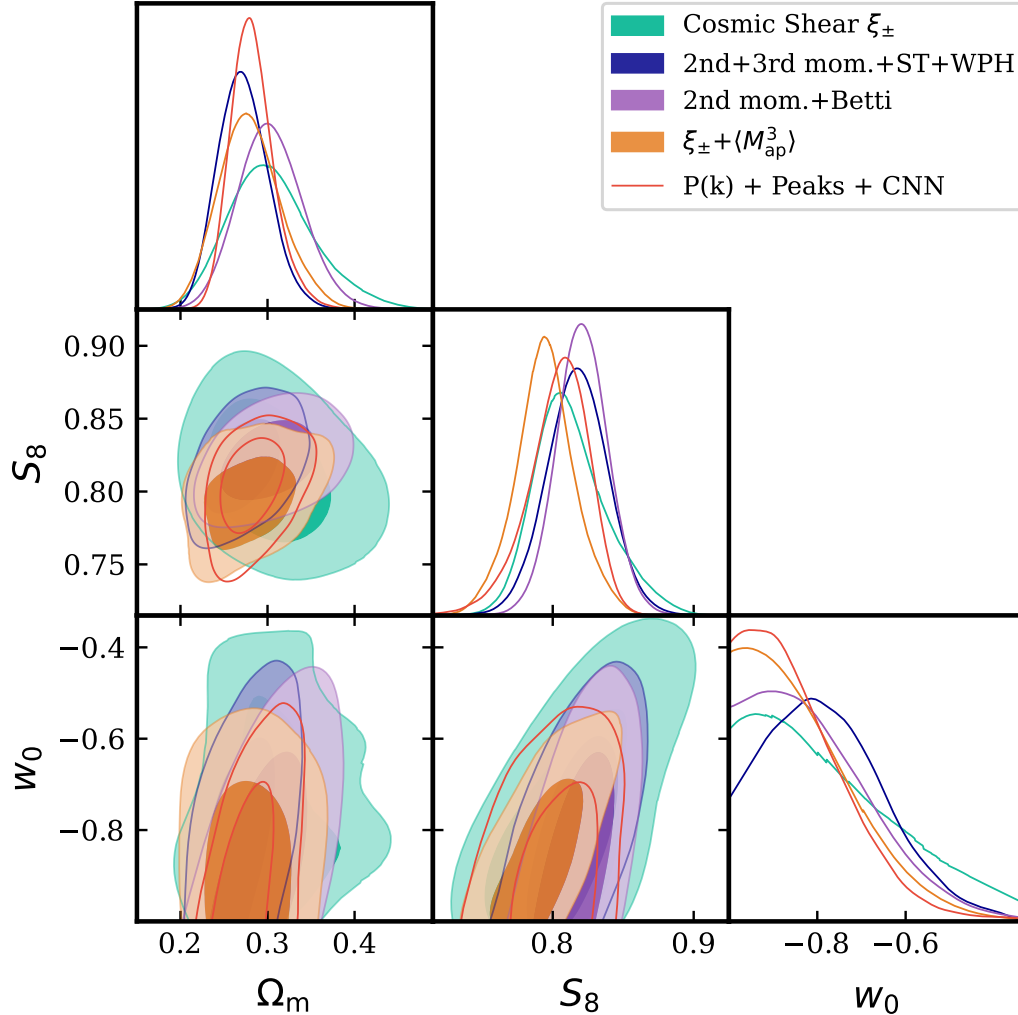 Cosmic Shear ξ±
2nd+3rd mom.+ST+WPH
2nd mom.+Betti
ξ±+⟨M³ap⟩
P(k) + Peaks + CNN
0.90
0.85
0.80
0.75
S₈
−0.4
−0.6
−0.8
w₀
0.2 0.3 0.4
0.8 0.9
−0.8 −0.6
Ωm
S₈
w₀